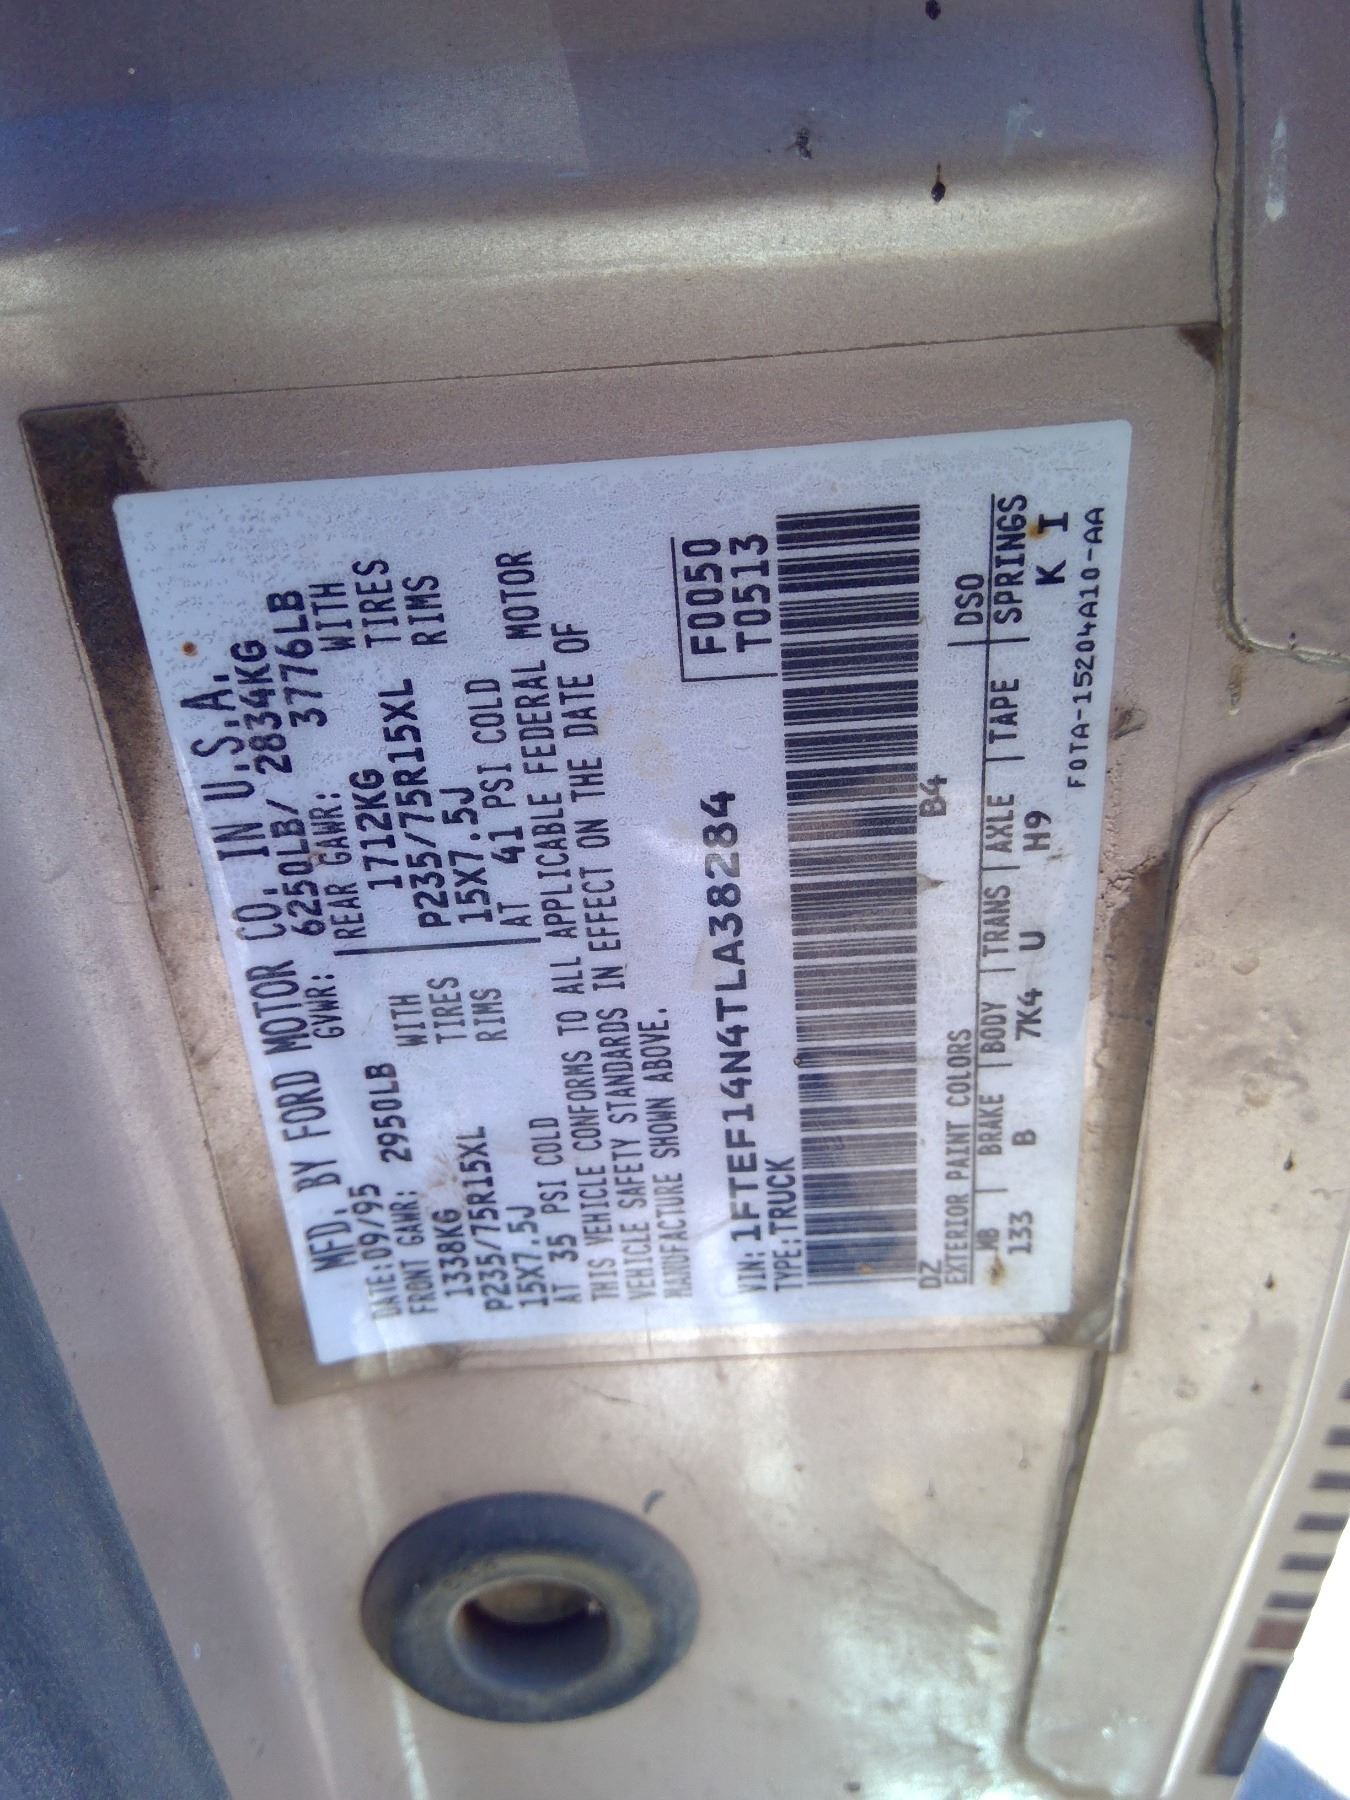 MFD. BY FORD MOTOR CO. IN U.S.A.
DATE: 09/95 GVWR: 6250LB/ 2834KG
FRONT GAWR: 2950LB REAR GAWR: 3776LB
1338KG WITH 1712KG WITH
P235/75R15XL TIRES P235/75R15XL TIRES
15X7.5J RIMS 15X7.5J RIMS
AT 35 PSI COLD AT 41 PSI COLD
THIS VEHICLE CONFORMS TO ALL APPLICABLE FEDERAL MOTOR
VEHICLE SAFETY STANDARDS IN EFFECT ON THE DATE OF
MANUFACTURE SHOWN ABOVE.
F0050
T0513
VIN: 1FTEF14N4TLA38284
TYPE: TRUCK
DZ B4
EXTERIOR PAINT COLORS DSO
MB | BRAKE | BODY | TRANS | AXLE | TAPE | SPRINGS
133 B 7K4 U H9 K I
F0TA-15204A10-AA